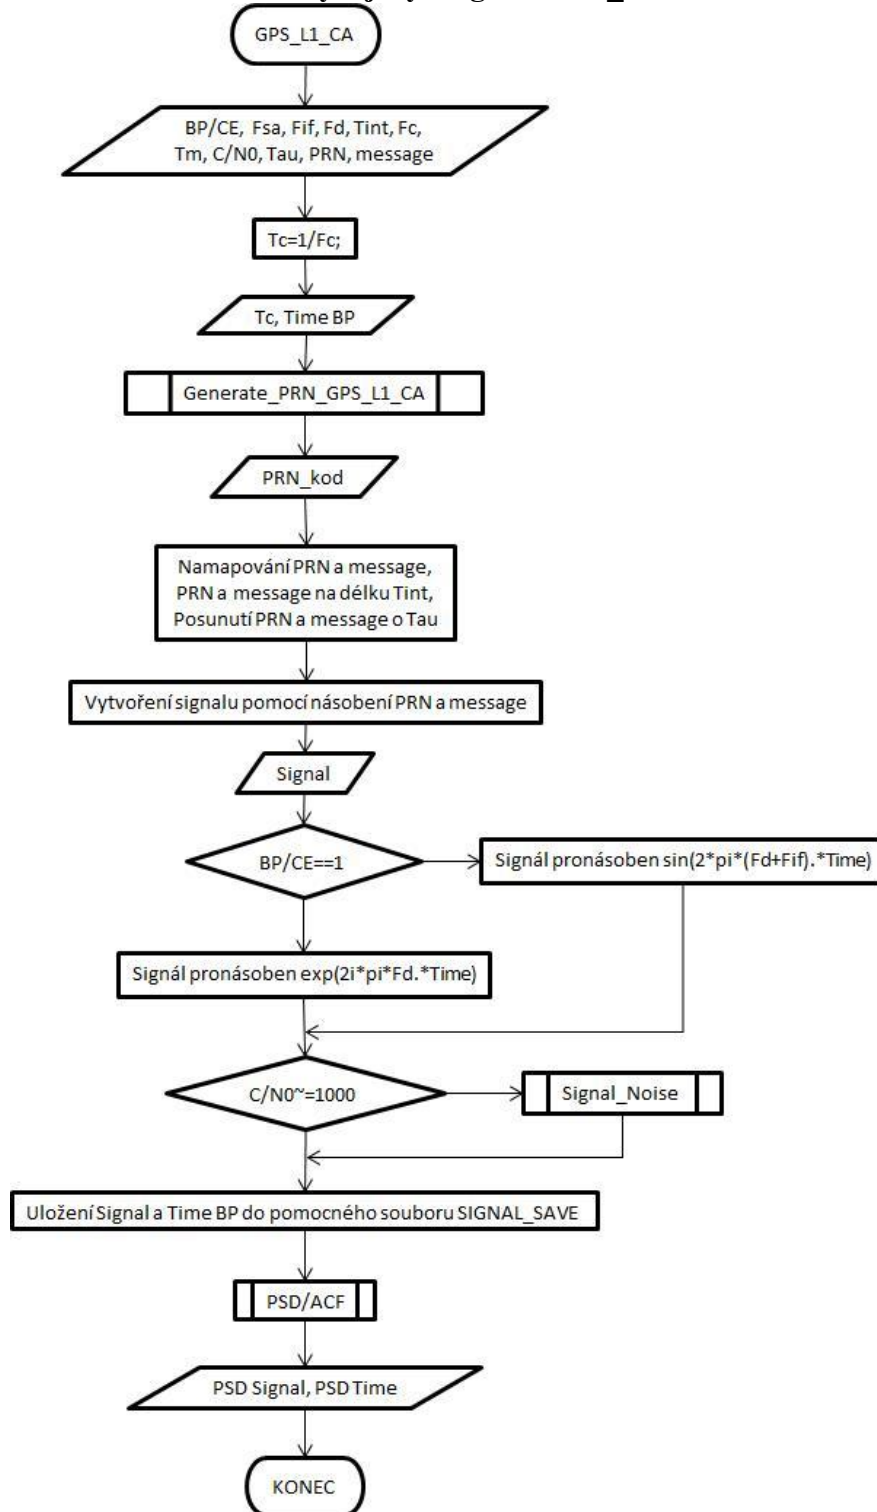 GPS_L1_CA
BP/CE, Fsa, Fif, Fd, Tint, Fc,
Tm, C/N0, Tau, PRN, message
Tc=1/Fc;
Tc, Time BP
Generate_PRN_GPS_L1_CA
PRN_kod
Namapování PRN a message,
PRN a message na délku Tint,
Posunutí PRN a message o Tau
Vytvoření signalu pomocí násobení PRN a message
Signal
BP/CE==1
Signál pronásoben sin(2*pi*(Fd+Fif).*Time)
Signál pronásoben exp(2i*pi*Fd.*Time)
C/N0~=1000
Signal_Noise
Uložení Signal a Time BP do pomocného souboru SIGNAL_SAVE
PSD/ACF
PSD Signal, PSD Time
KONEC